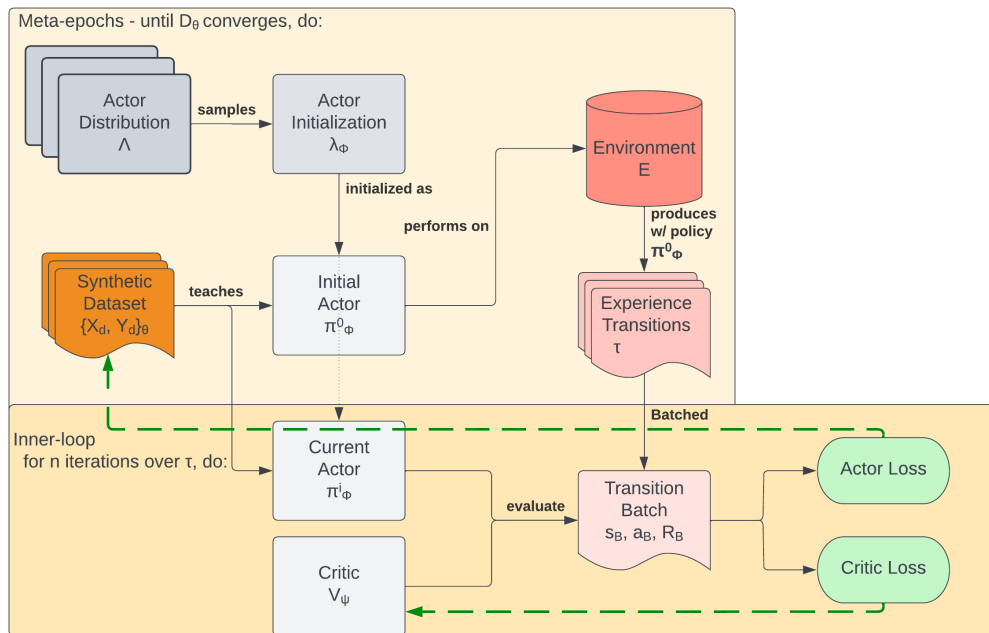 Meta-epochs - until Dθ converges, do:
Actor
Distribution
Λ
samples
Actor
Initialization
λΦ
initialized as
performs on
Environment
E
produces
w/ policy
π⁰Φ
Synthetic
Dataset
{Xd, Yd}θ
teaches
Initial
Actor
π⁰Φ
Experience
Transitions
τ
Batched
Inner-loop
for n iterations over τ, do:
Current
Actor
πⁱΦ
evaluate
Transition
Batch
sB, aB, RB
Actor Loss
Critic
Vψ
Critic Loss